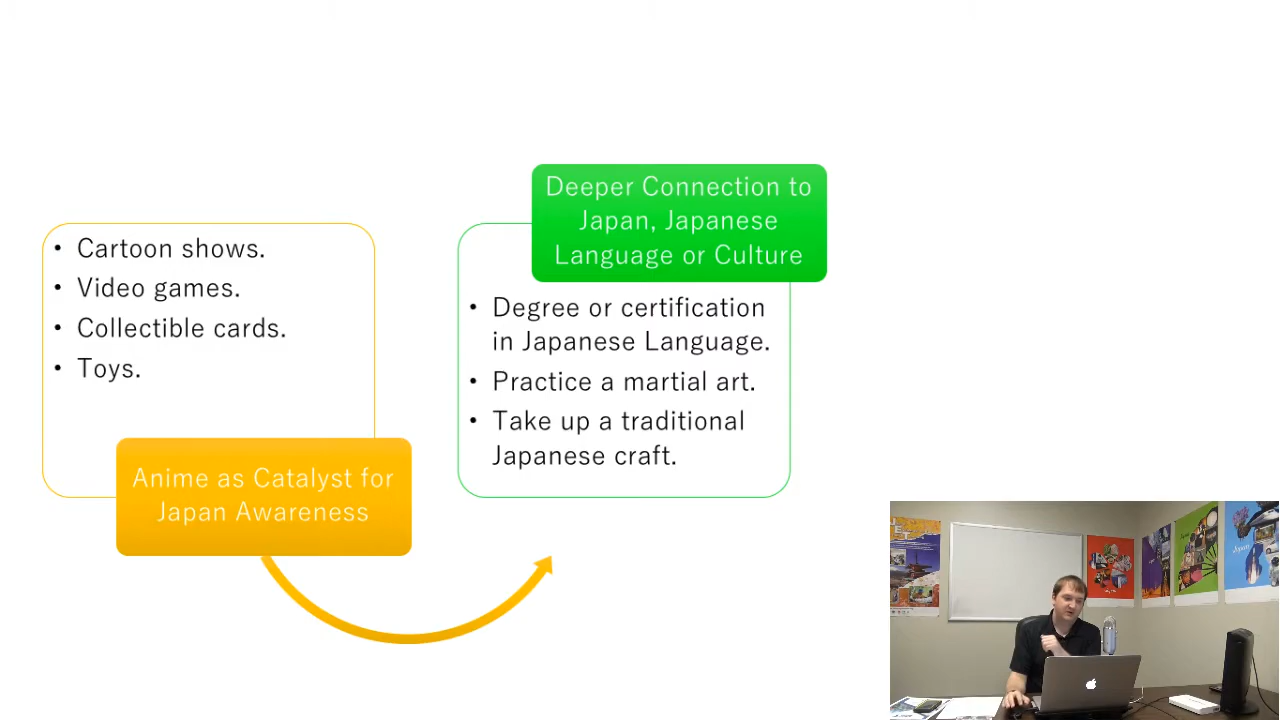 • Cartoon shows.
• Video games.
• Collectible cards.
• Toys.
Anime as Catalyst for
Japan Awareness
Deeper Connection to
Japan, Japanese
Language or Culture
• Degree or certification
in Japanese Language.
• Practice a martial art.
• Take up a traditional
Japanese craft.